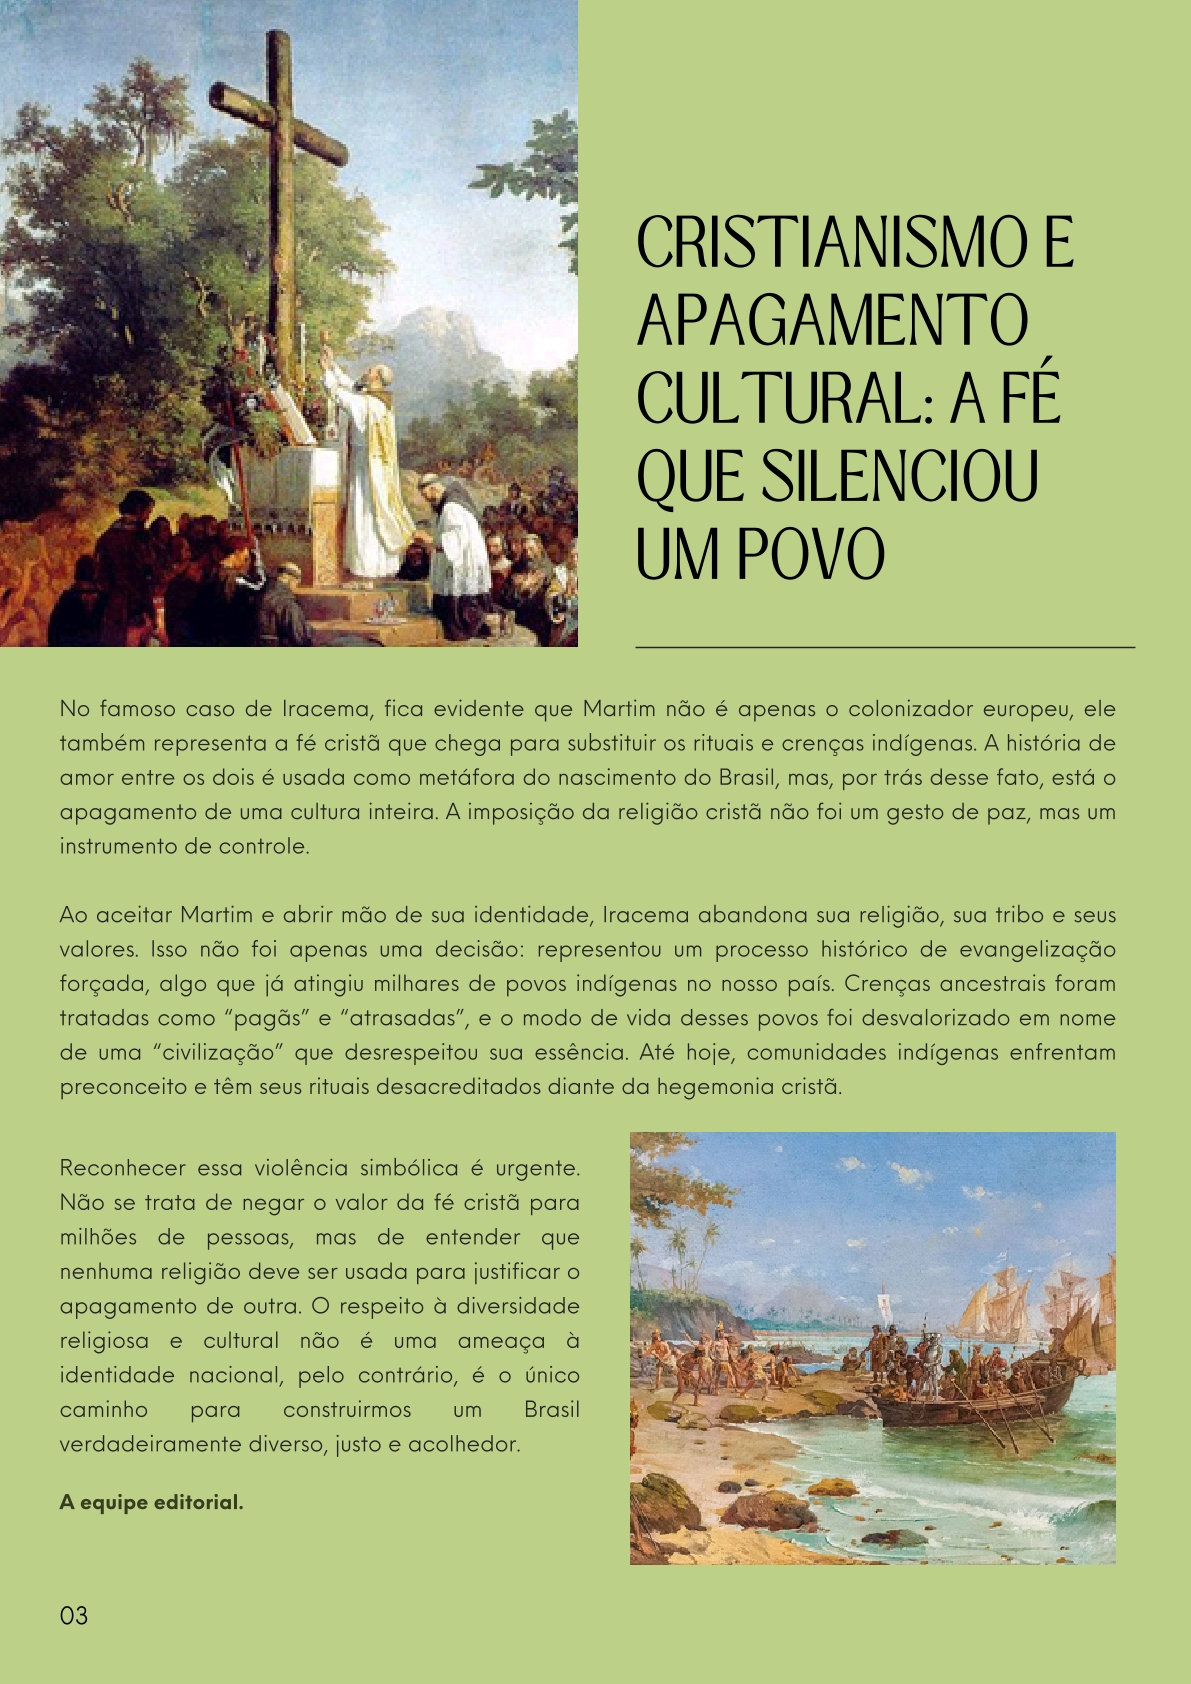 CRISTIANISMO E
APAGAMENTO
CULTURAL: A FÉ
QUE SILENCIOU
UM POVO
No famoso caso de Iracema, fica evidente que Martim não é apenas o colonizador europeu, ele
também representa a fé cristã que chega para substituir os rituais e crenças indígenas. A história de
amor entre os dois é usada como metáfora do nascimento do Brasil, mas, por trás desse fato, está o
apagamento de uma cultura inteira. A imposição da religião cristã não foi um gesto de paz, mas um
instrumento de controle.
Ao aceitar Martim e abrir mão de sua identidade, Iracema abandona sua religião, sua tribo e seus
valores. Isso não foi apenas uma decisão: representou um processo histórico de evangelização
forçada, algo que já atingiu milhares de povos indígenas no nosso país. Crenças ancestrais foram
tratadas como “pagãs” e “atrasadas”, e o modo de vida desses povos foi desvalorizado em nome
de uma “civilização” que desrespeitou sua essência. Até hoje, comunidades indígenas enfrentam
preconceito e têm seus rituais desacreditados diante da hegemonia cristã.
Reconhecer essa violência simbólica é urgente.
Não se trata de negar o valor da fé cristã para
milhões de pessoas, mas de entender que
nenhuma religião deve ser usada para justificar o
apagamento de outra. O respeito à diversidade
religiosa e cultural não é uma ameaça à
identidade nacional, pelo contrário, é o único
caminho para construirmos um Brasil
verdadeiramente diverso, justo e acolhedor.
A equipe editorial.
03